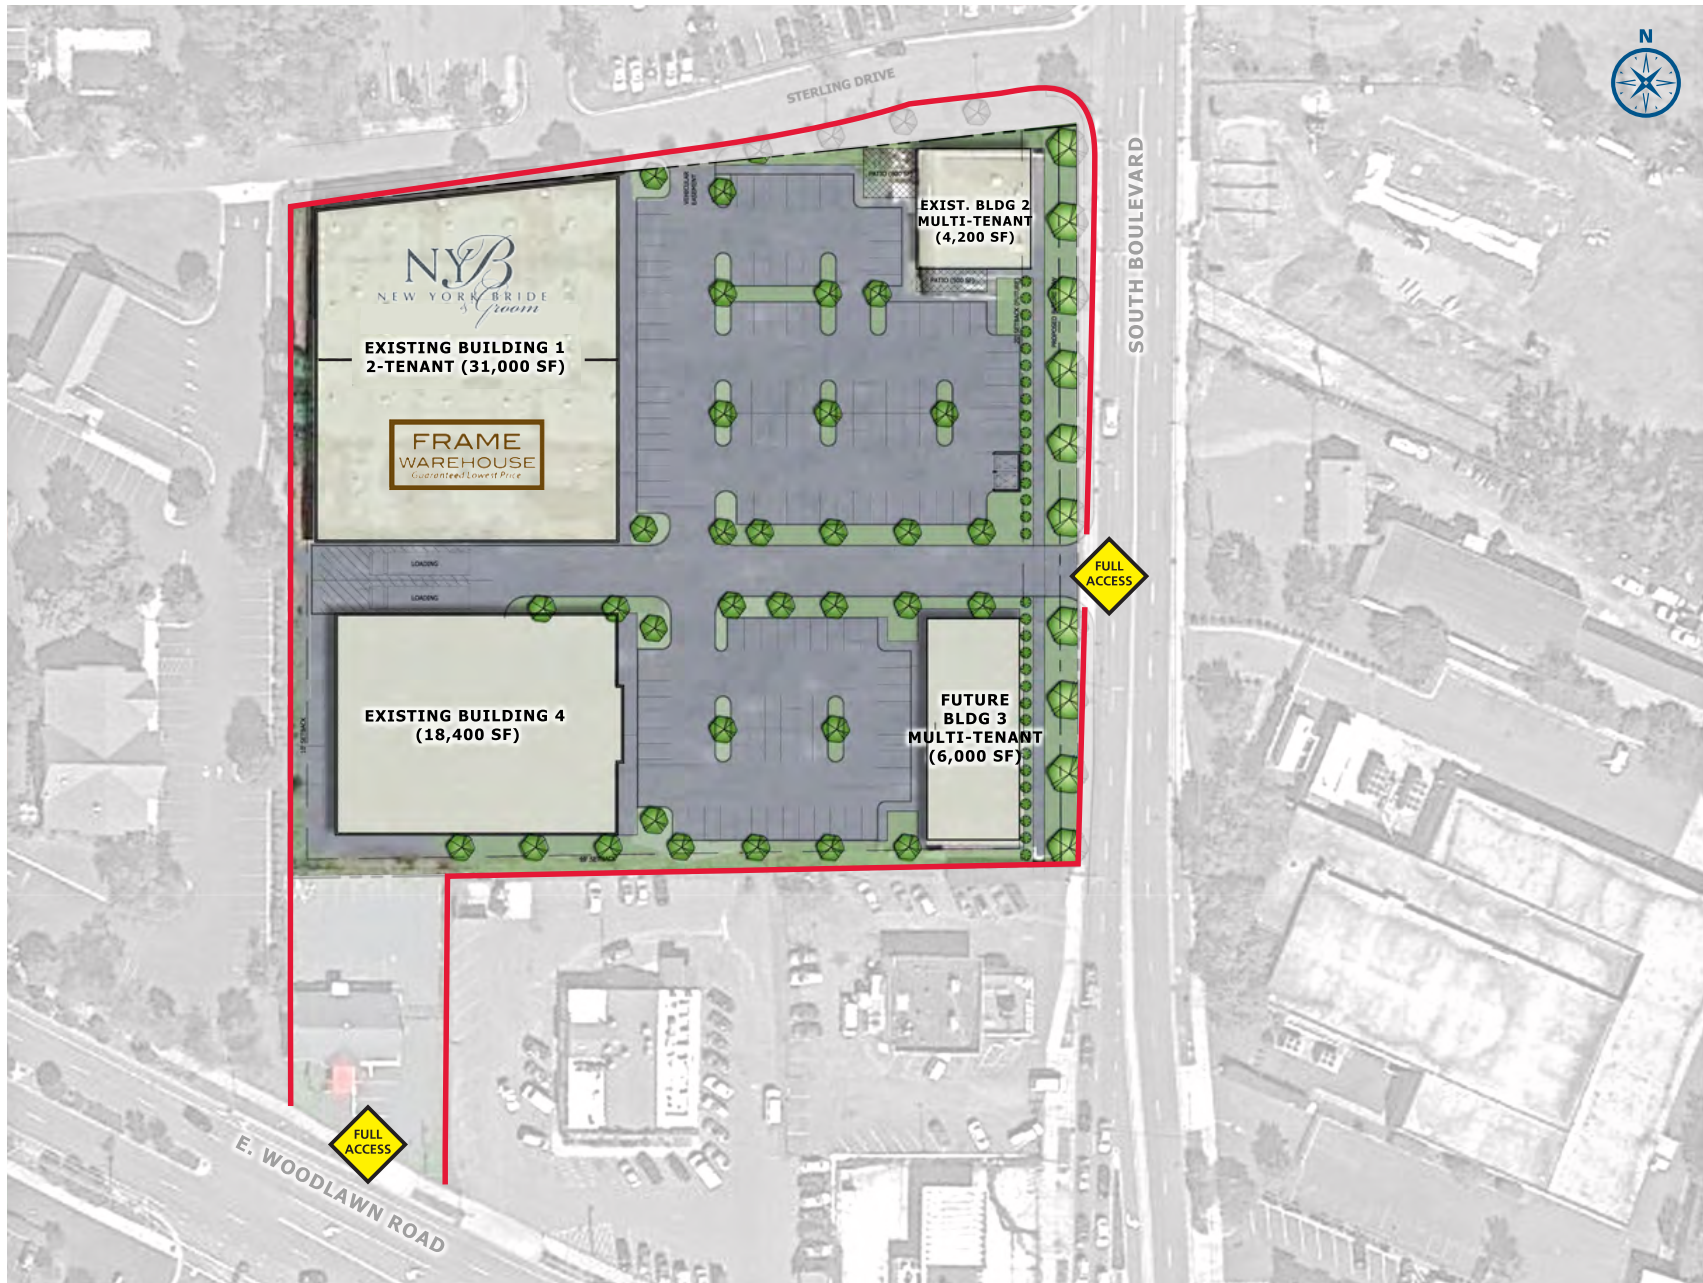 N
STERLING DRIVE
SOUTH BOULEVARD
VEHICULAR
EASEMENT
EXIST. BLDG 2
MULTI-TENANT
(4,200 SF)
NYB
NEW YORK BRIDE
& Groom
EXISTING BUILDING 1
2-TENANT (31,000 SF)
FRAME
WAREHOUSE
Guaranteed Lowest Price
LOADING
LOADING
FULL
ACCESS
EXISTING BUILDING 4
(18,400 SF)
FUTURE
BLDG 3
MULTI-TENANT
(6,000 SF)
FULL
ACCESS
E. WOODLAWN ROAD